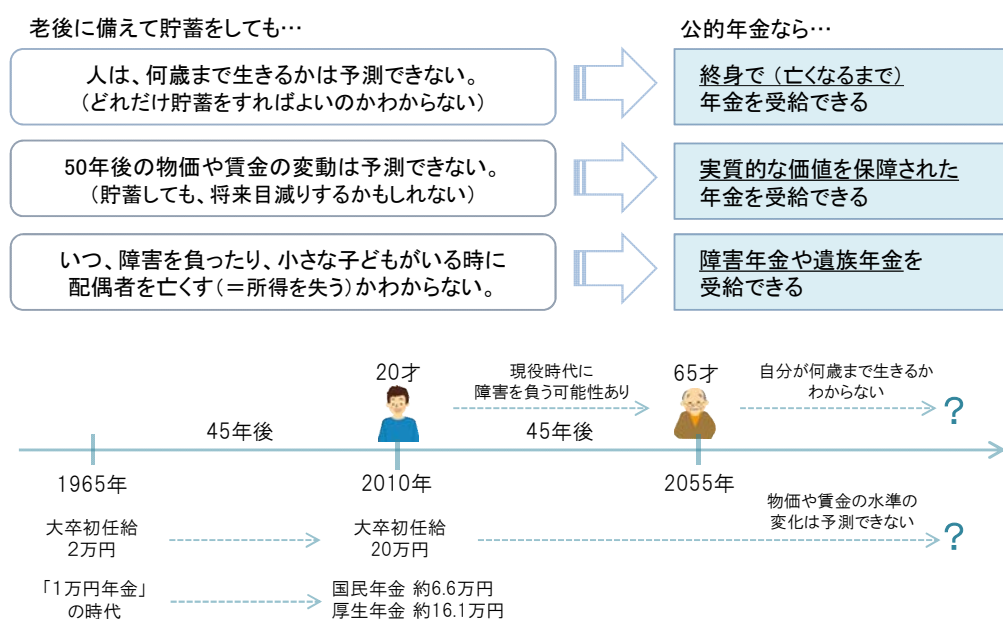 老後に備えて貯蓄をしても…
公的年金なら…
人は、何歳まで生きるかは予測できない。
（どれだけ貯蓄をすればよいのかわからない）
終身で（亡くなるまで）
年金を受給できる
50年後の物価や賃金の変動は予測できない。
（貯蓄しても、将来目減りするかもしれない）
実質的な価値を保障された
年金を受給できる
いつ、障害を負ったり、小さな子どもがいる時に
配偶者を亡くす（＝所得を失う）かわからない。
障害年金や遺族年金を
受給できる
20才
現役時代に
障害を負う可能性あり
65才
自分が何歳まで生きるか
わからない
?
45年後
45年後
1965年
2010年
2055年
大卒初任給
2万円
大卒初任給
20万円
物価や賃金の水準の
変化は予測できない
?
「1万円年金」
の時代
国民年金 約6.6万円
厚生年金 約16.1万円